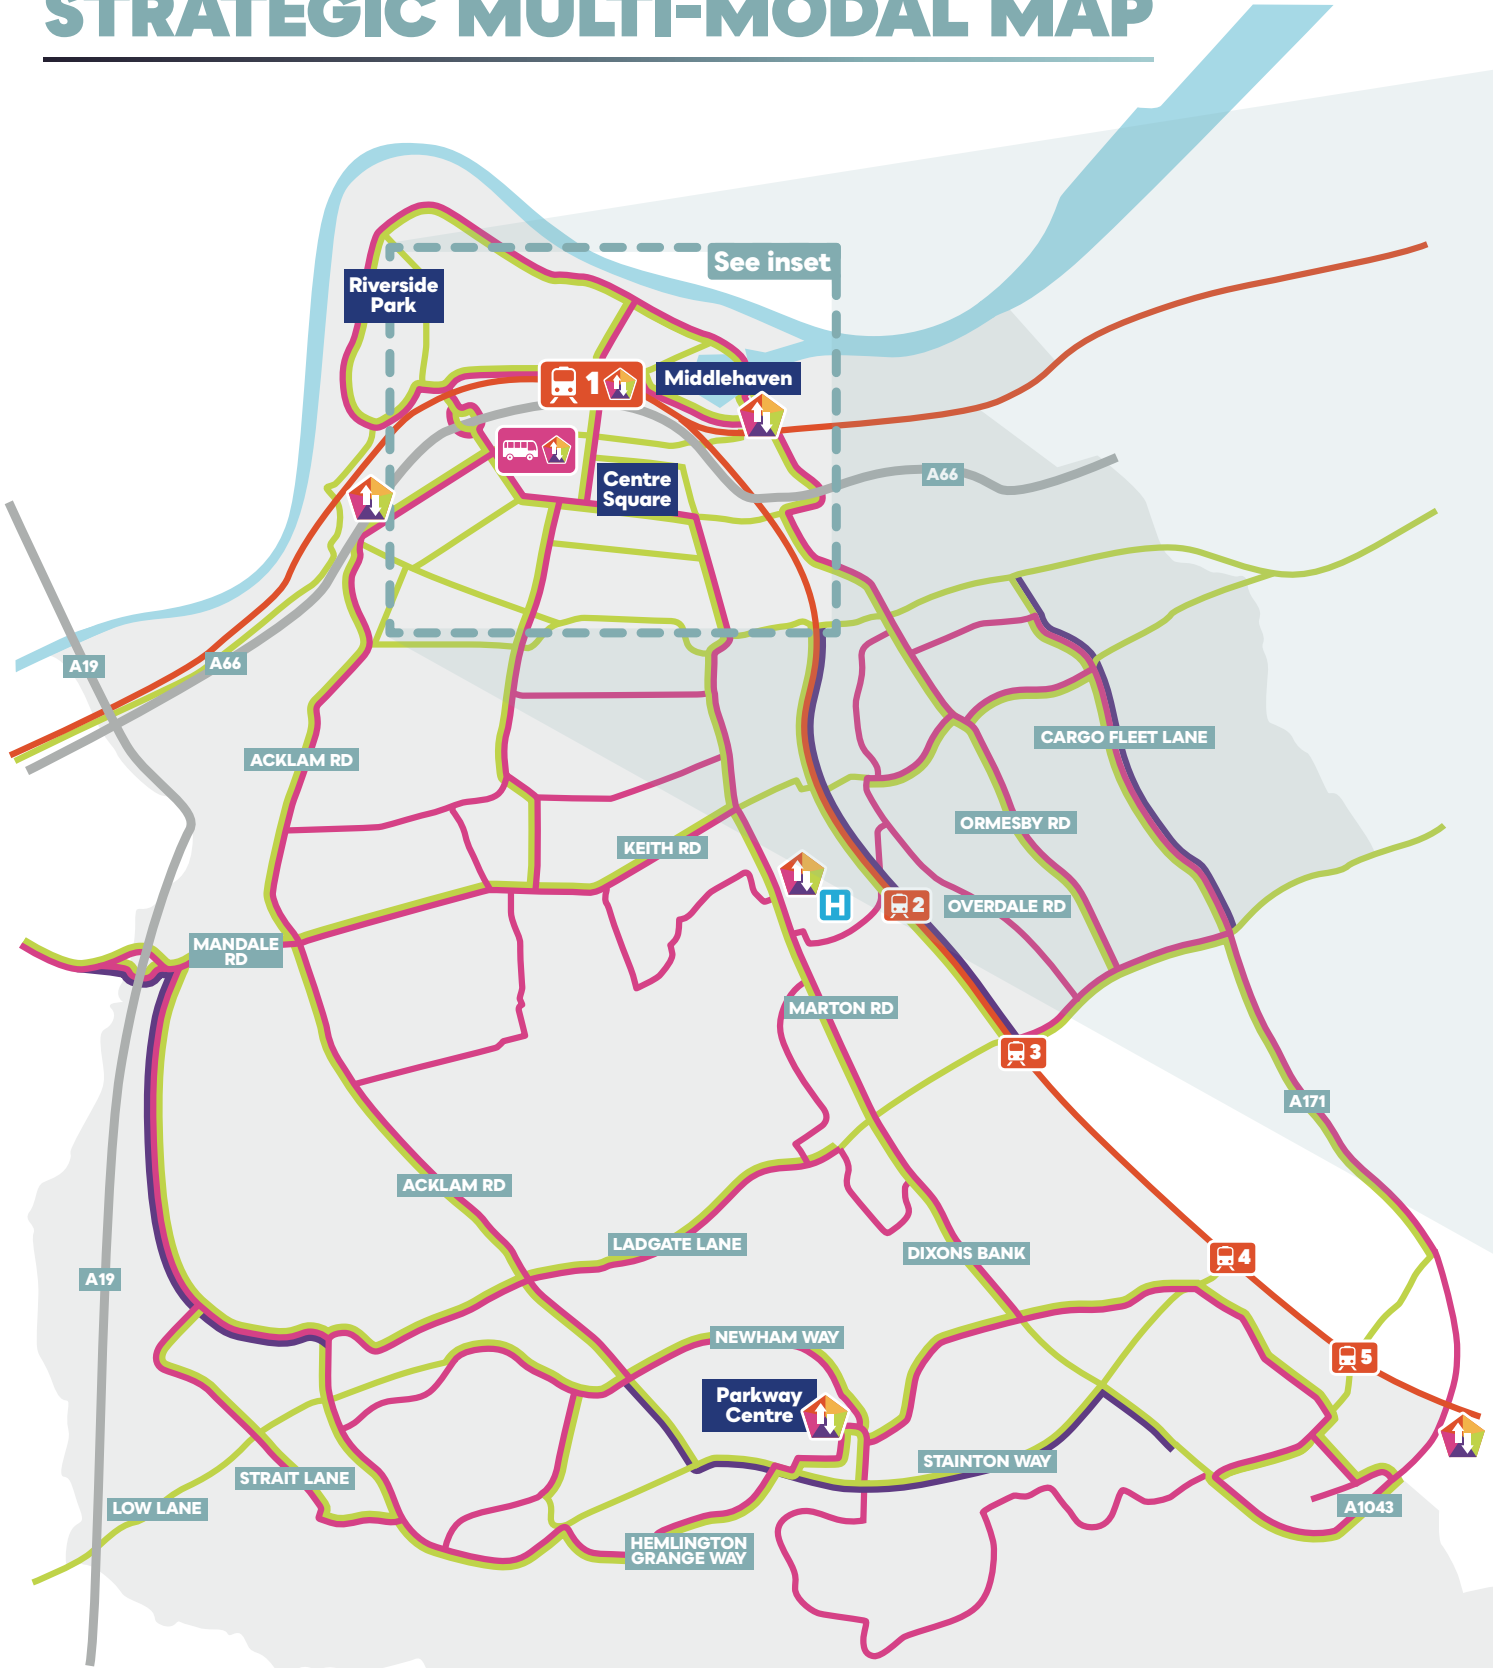 STRATEGIC MULTI-MODAL MAP
See inset
Riverside
Park
1
Middlehaven
Centre
Square
A66
A19
A66
ACKLAM RD
CARGO FLEET LANE
ORMESBY RD
KEITH RD
H
2
OVERDALE RD
MANDALE
RD
MARTON RD
3
A171
ACKLAM RD
LADGATE LANE
DIXONS BANK
4
A19
NEWHAM WAY
5
Parkway
Centre
STAINTON WAY
STRAIT LANE
LOW LANE
A1043
HEMLINGTON
GRANGE WAY